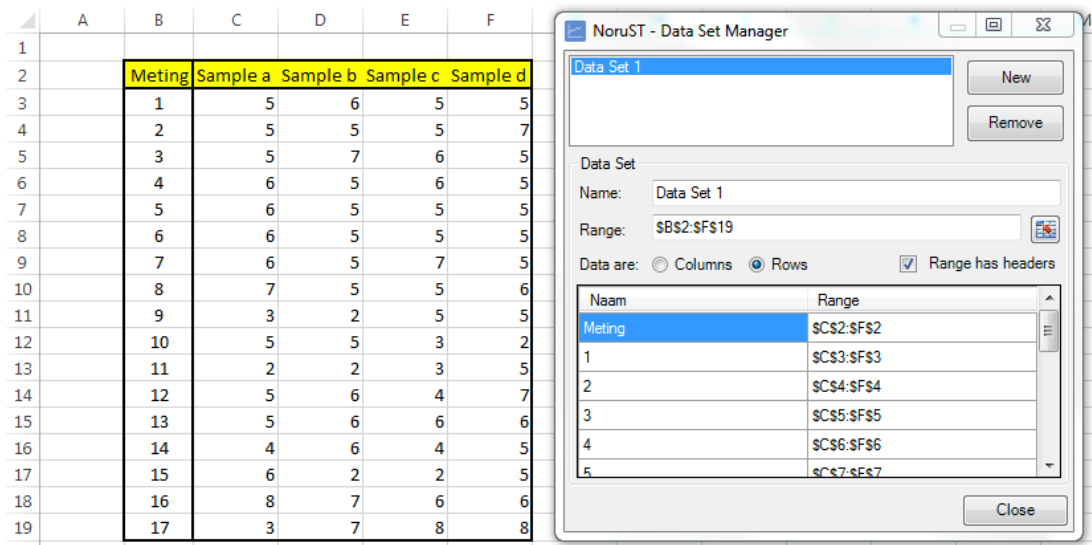 A B C D E F
1
2 Meting Sample a Sample b Sample c Sample d
3 1 5 6 5 5
4 2 5 5 5 7
5 3 5 7 6 5
6 4 6 5 6 5
7 5 6 5 5 5
8 6 6 5 5 5
9 7 6 5 7 5
10 8 7 5 5 6
11 9 3 2 5 5
12 10 5 5 3 2
13 11 2 2 3 5
14 12 5 6 4 7
15 13 5 6 6 6
16 14 4 6 4 5
17 15 6 2 2 5
18 16 8 7 6 6
19 17 3 7 8 8
NoruST - Data Set Manager
Data Set 1
New
Remove
Data Set
Name: Data Set 1
Range: $B$2:$F$19
Data are: Columns Rows Range has headers
Naam Range
Meting $C$2:$F$2
1 $C$3:$F$3
2 $C$4:$F$4
3 $C$5:$F$5
4 $C$6:$F$6
5 $C$7:$F$7
Close